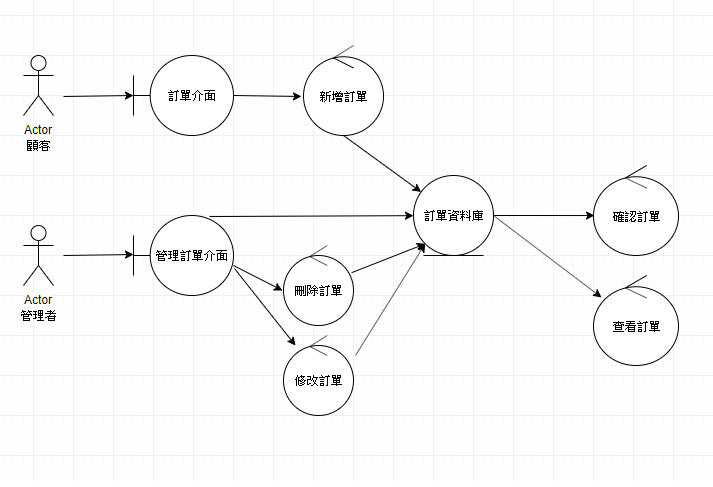 訂單介面
新增訂單
Actor
顧客
訂單資料庫
確認訂單
管理訂單介面
刪除訂單
Actor
管理者
查看訂單
修改訂單